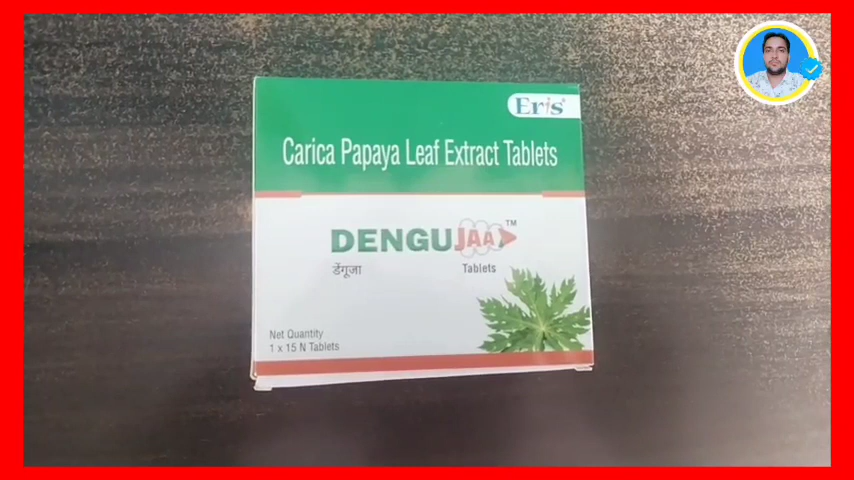 Eris
Carica Papaya Leaf Extract Tablets
DENGUJAA™
डेंगूजा
Tablets
Net Quantity
1 x 15 N Tablets